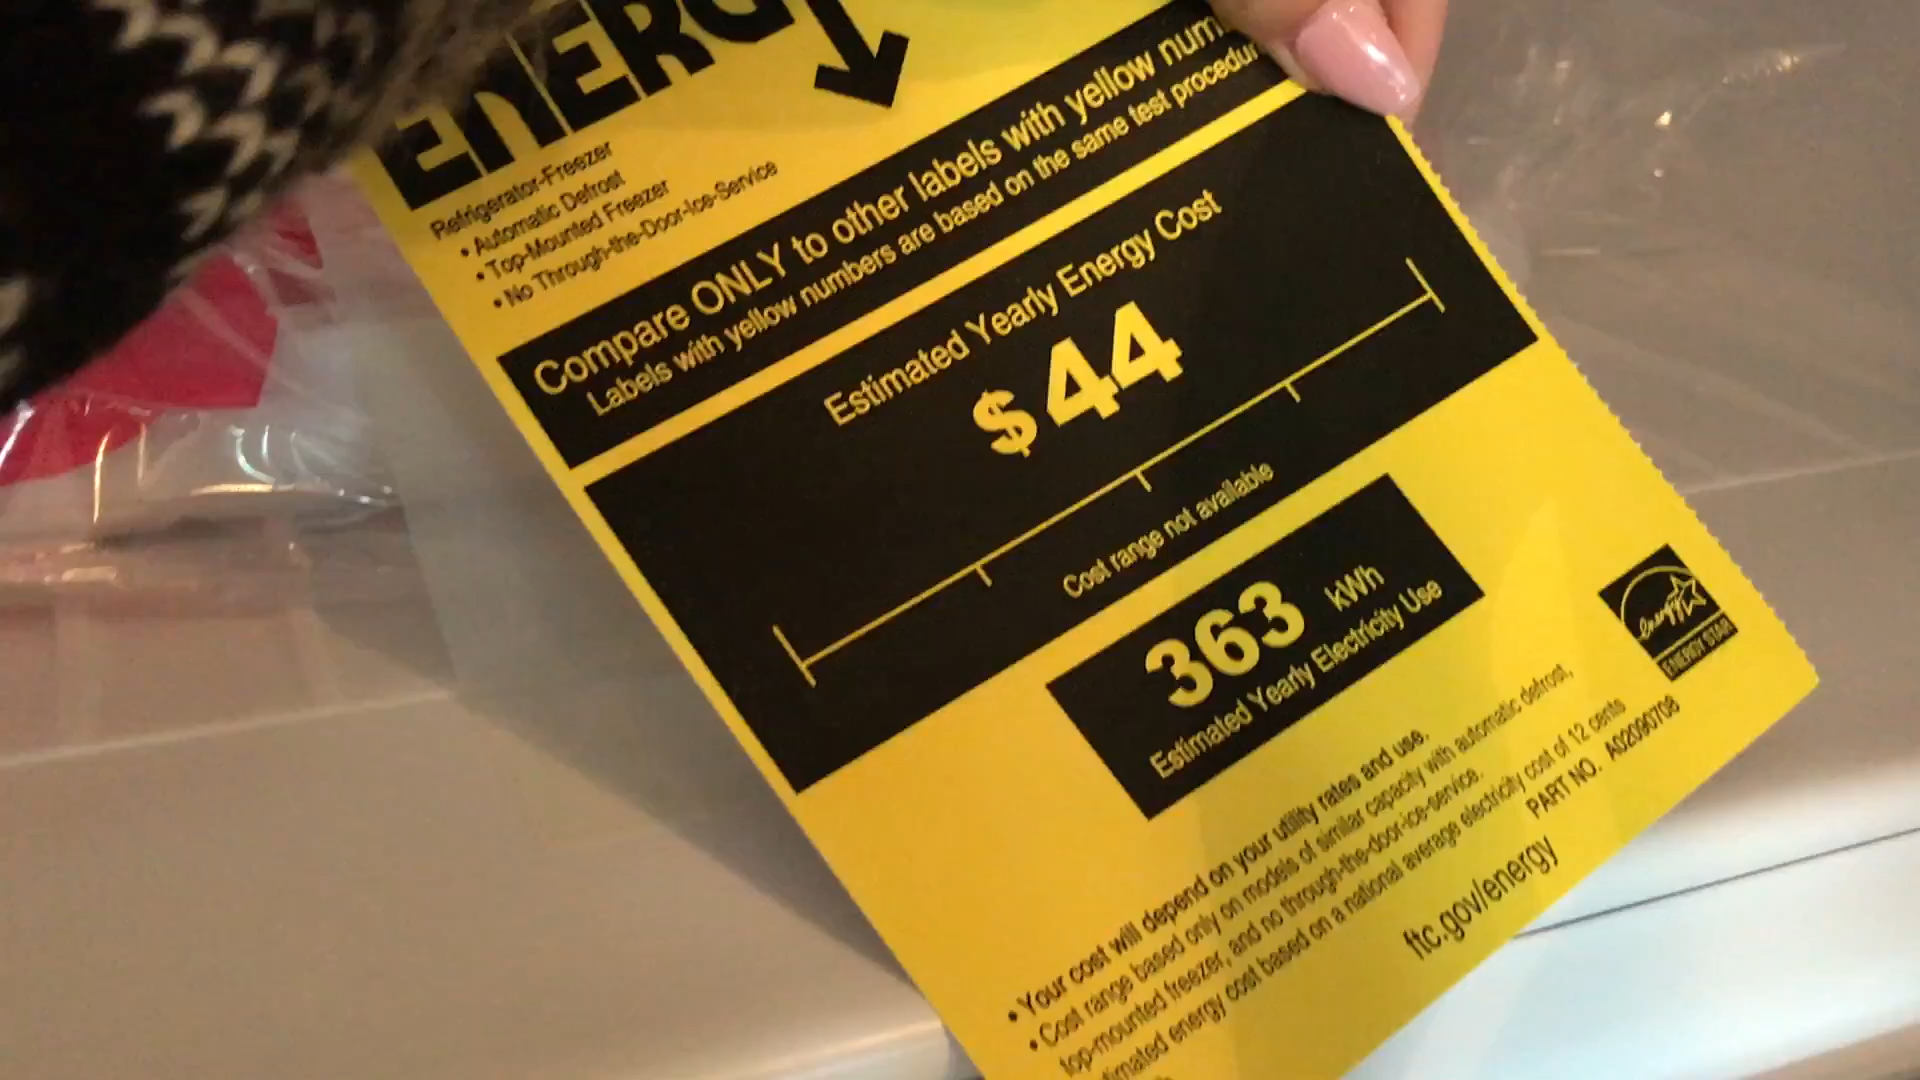 ENERG
Refrigerator-Freezer
• Automatic Defrost
• Top-Mounted Freezer
• No Through-the-Door-Ice-Service
Compare ONLY to other labels with yellow num
Labels with yellow numbers are based on the same test procedur
Estimated Yearly Energy Cost
$44
Cost range not available
363 kWh
Estimated Yearly Electricity Use
energy
ENERGY STAR
• Your cost will depend on your utility rates and use.
• Cost range based only on models of similar capacity with automatic defrost,
top-mounted freezer, and no through-the-door-ice-service.
timated energy cost based on a national average electricity cost of 12 cents
PART NO. A02090708
ftc.gov/energy